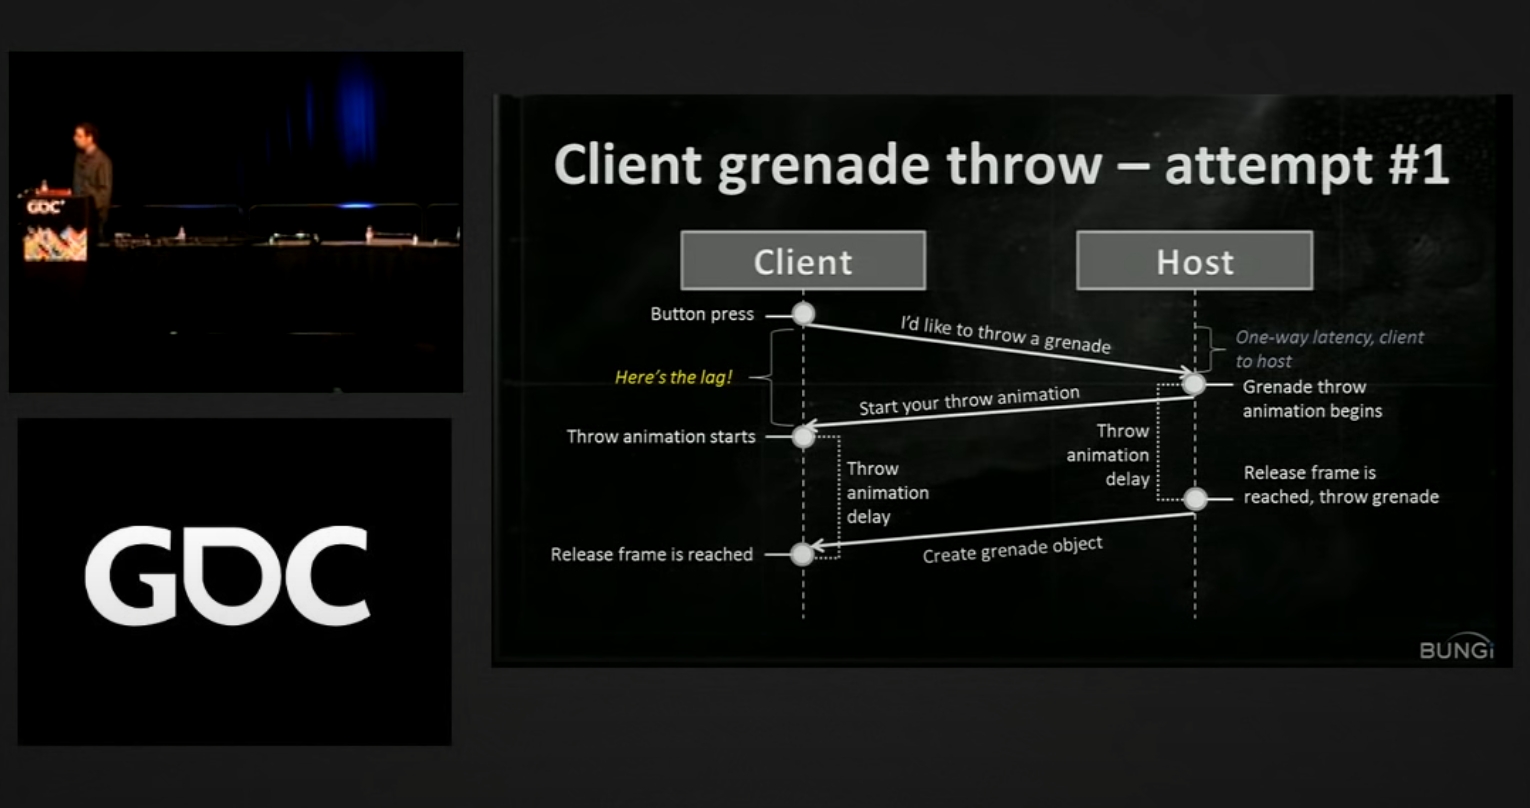 GDC
GDC
Client grenade throw – attempt #1
Client
Host
Button press
I'd like to throw a grenade
One-way latency, client
to host
Here's the lag!
Grenade throw
animation begins
Start your throw animation
Throw animation starts
Throw
animation
delay
Throw
animation
delay
Release frame is
reached, throw grenade
Release frame is reached
Create grenade object
BUNGiE